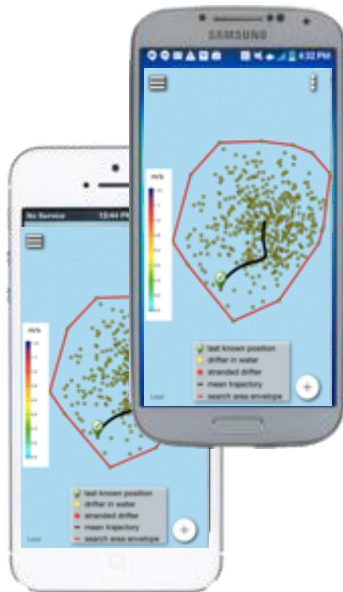 SAMSUNG
4:22 PM
m/s
last known position
drifter in water
stranded drifter
mean trajectory
search area envelope
No Service
12:44 PM
m/s
last known position
drifter in water
stranded drifter
mean trajectory
search area envelope